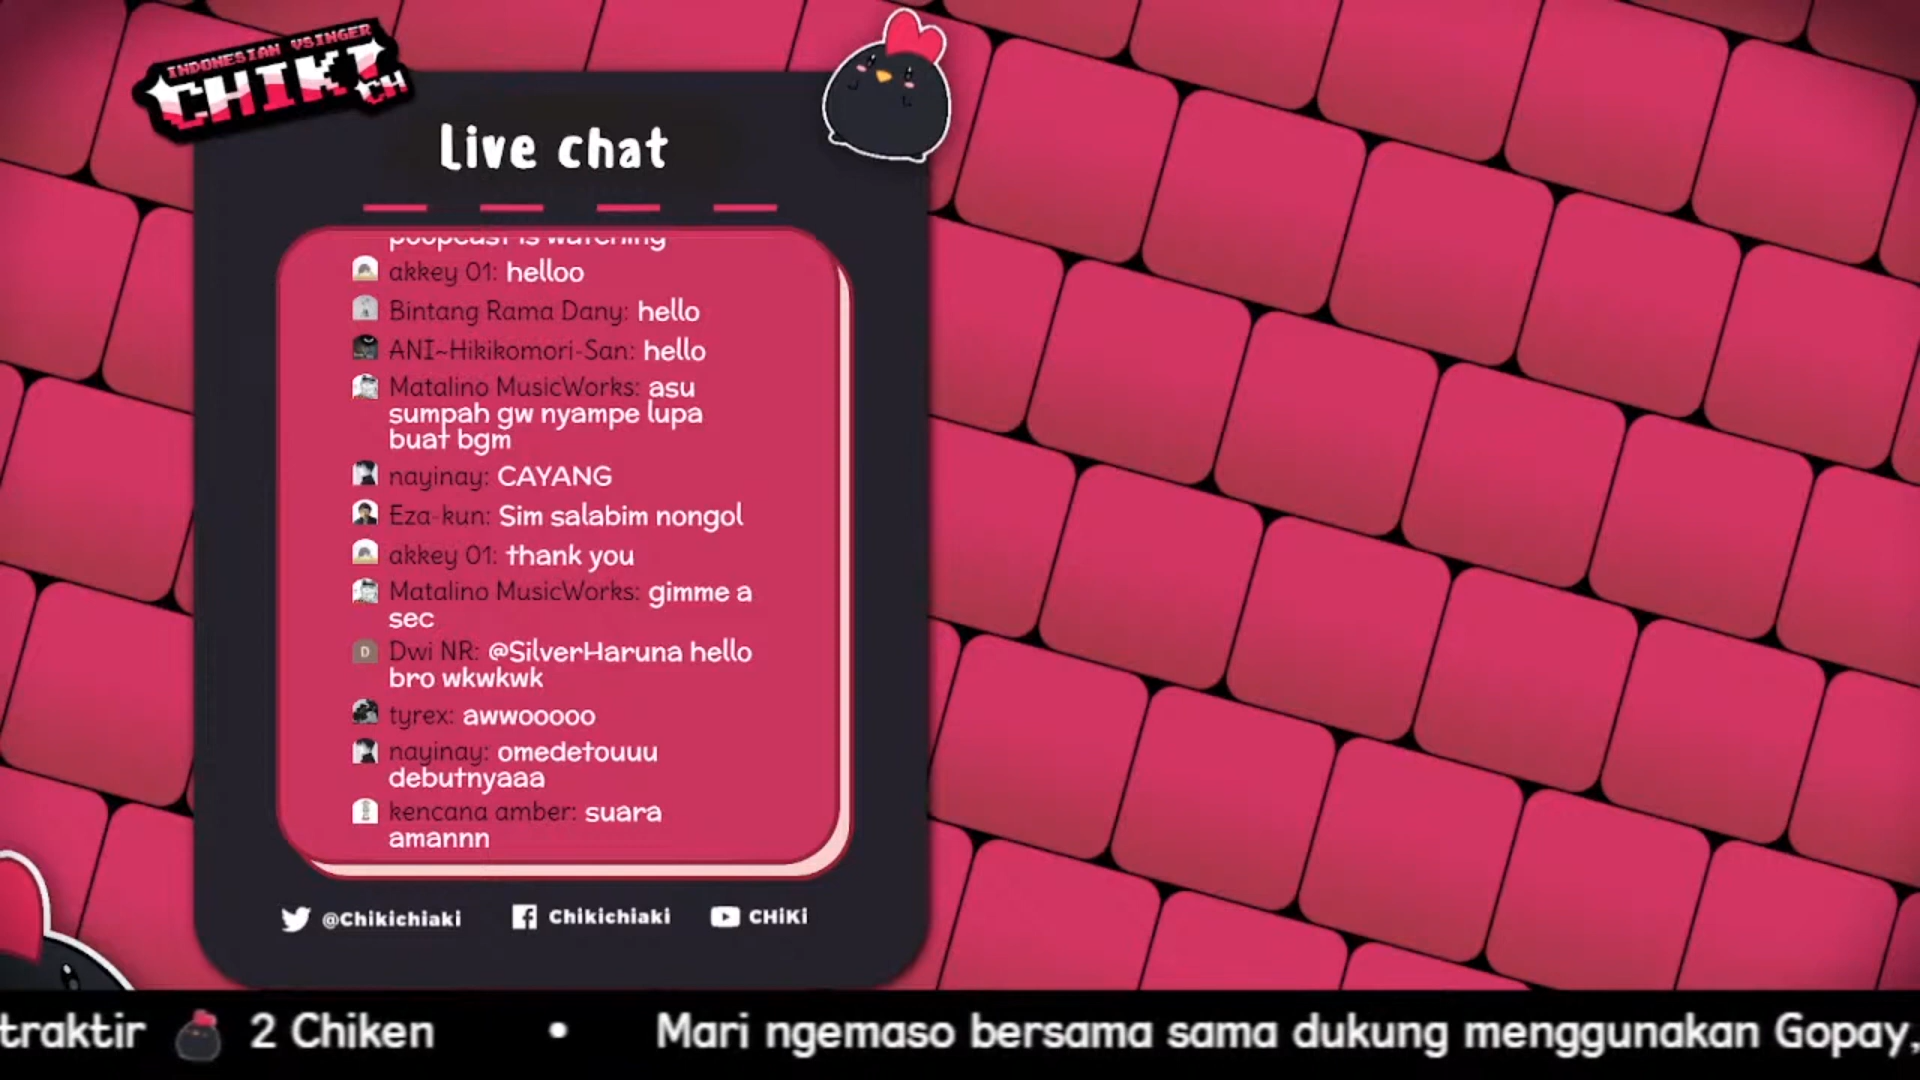 INDONESIAN VSINGER
CHIKI
CH
Live chat
poopcast is watching
akkey 01: helloo
Bintang Rama Dany: hello
ANI~Hikikomori-San: hello
Matalino MusicWorks: asu
sumpah gw nyampe lupa
buat bgm
nayinay: CAYANG
Eza-kun: Sim salabim nongol
akkey 01: thank you
Matalino MusicWorks: gimme a
sec
D Dwi NR: @SilverHaruna hello
bro wkwkwk
tyrex: awwooooo
nayinay: omedetouuu
debutnyaaa
kencana amber: suara
amannn
@Chikichiaki Chikichiaki CHiKi
traktir 2 Chiken • Mari ngemaso bersama sama dukung menggunakan Gopay,